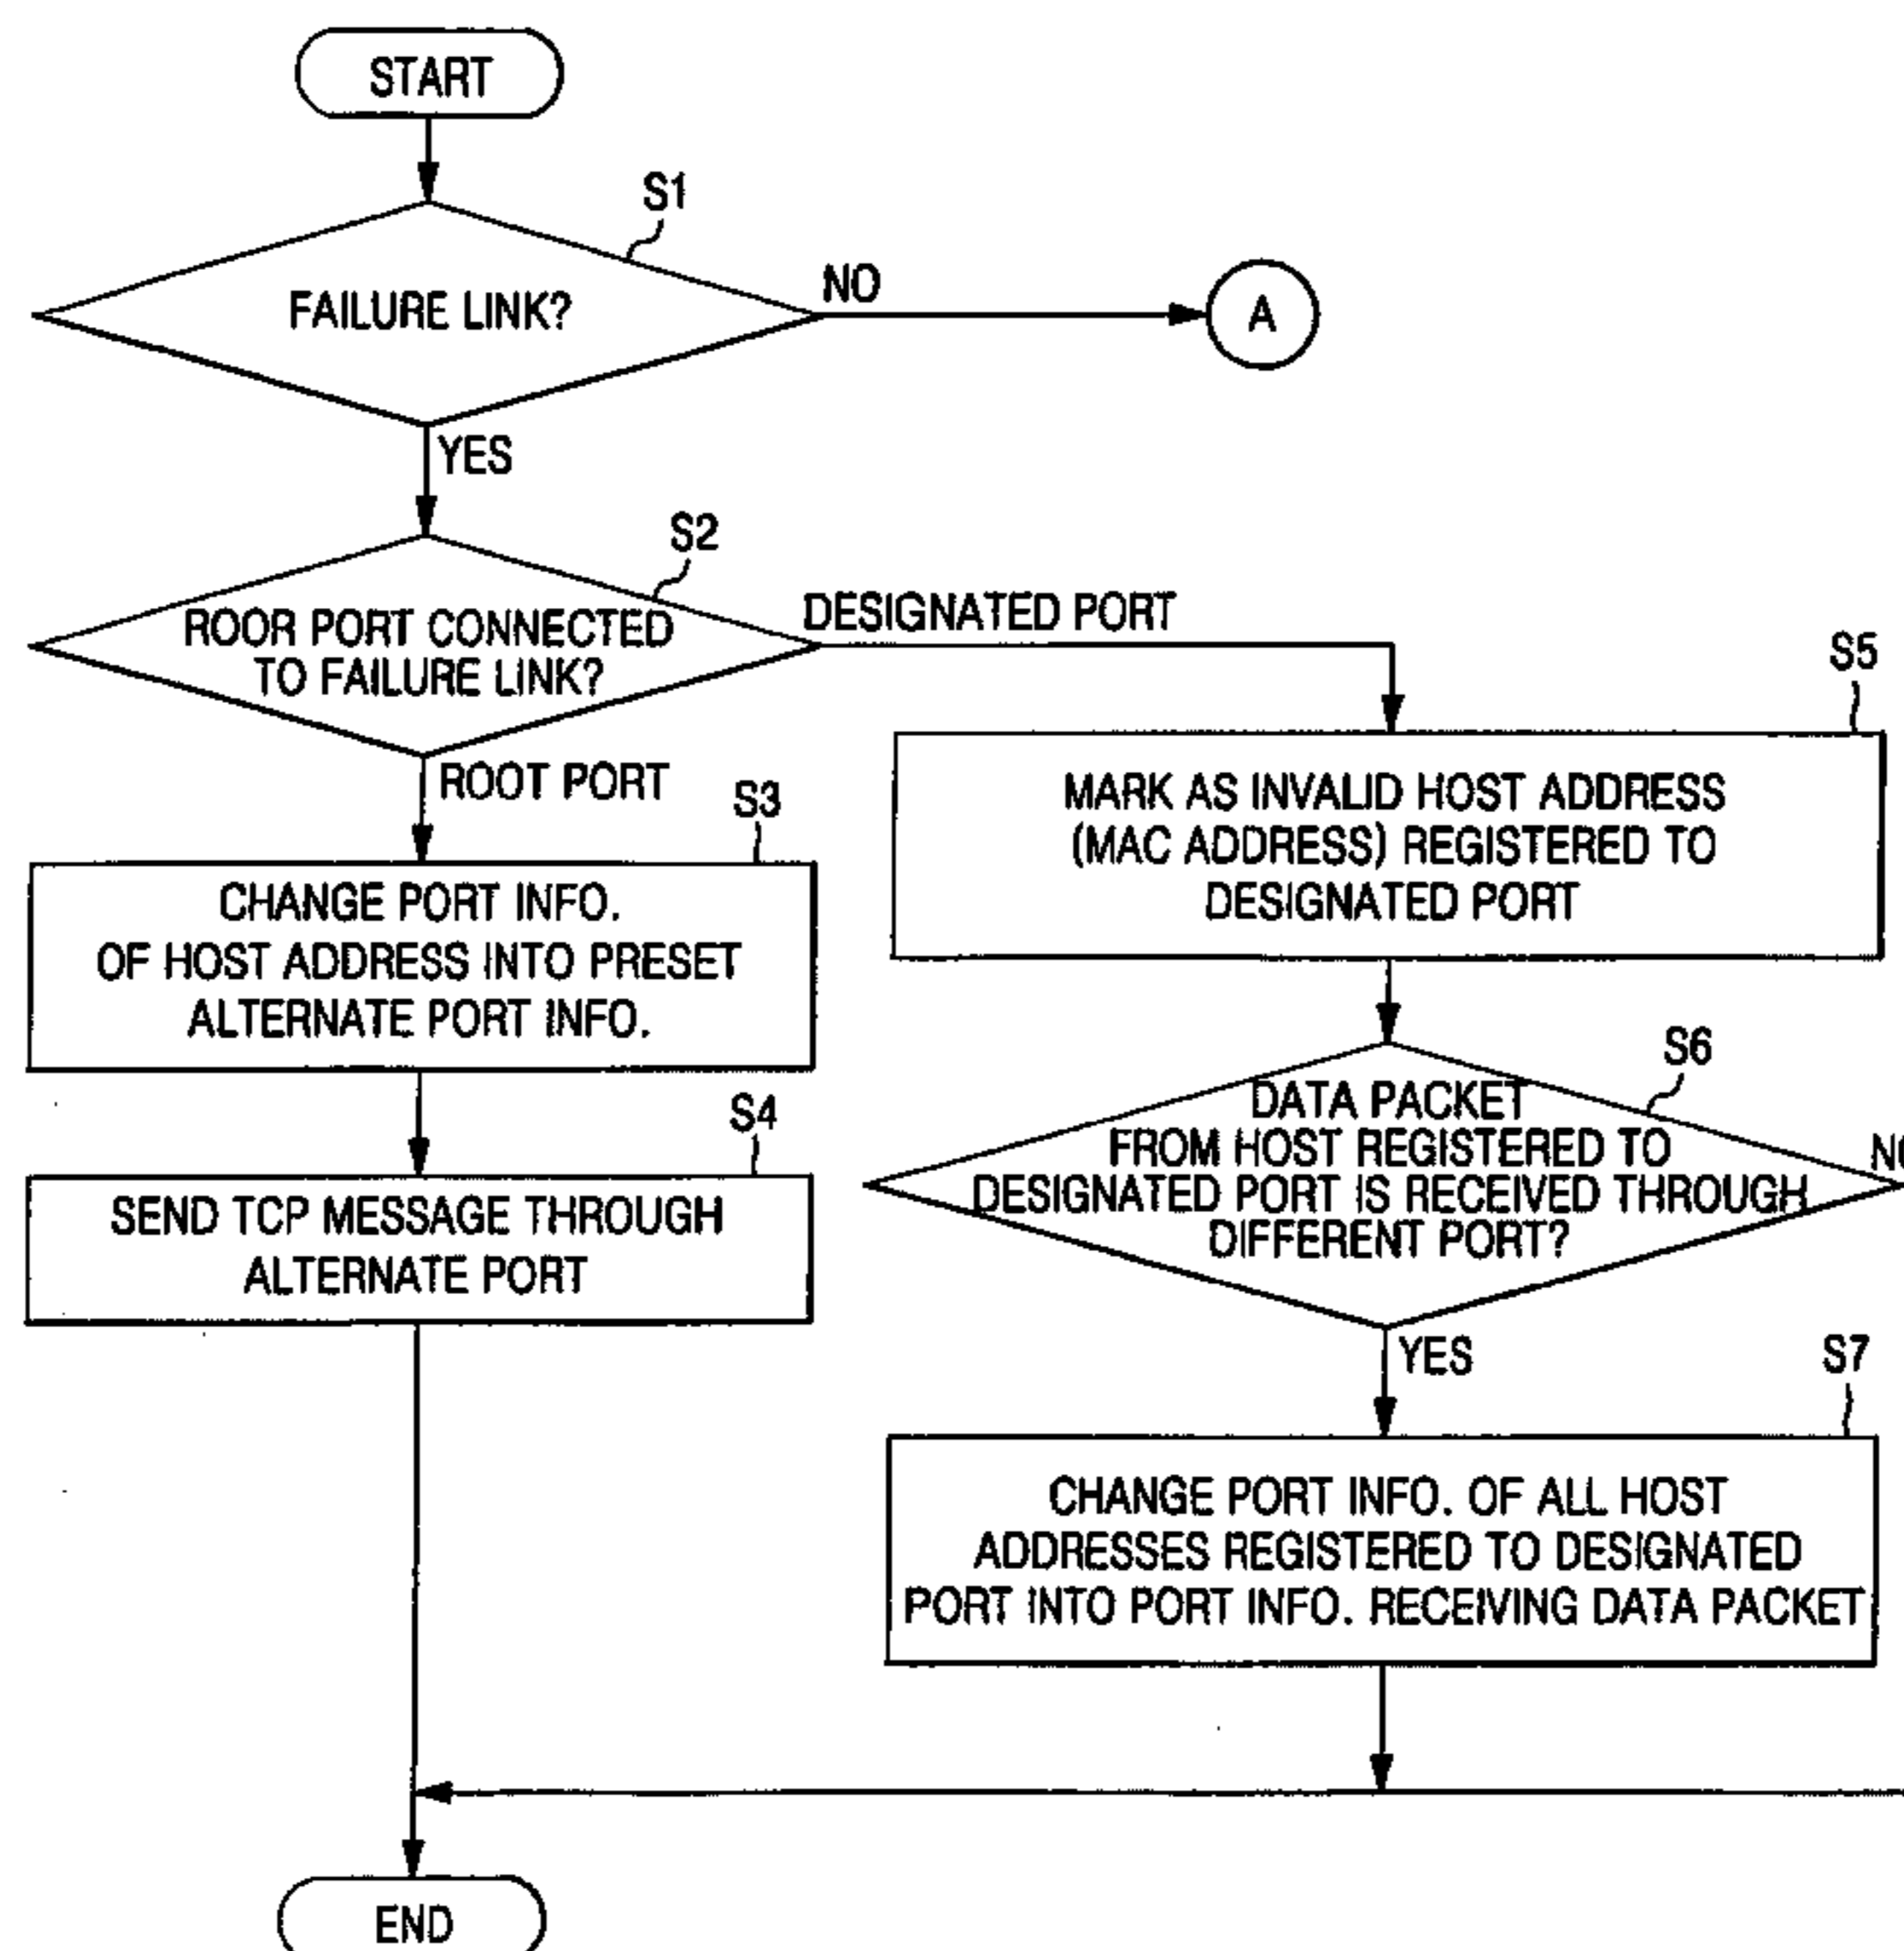 START
S1
FAILURE LINK?
NO
A
YES
S2
ROOR PORT CONNECTED
TO FAILURE LINK?
DESIGNATED PORT
ROOT PORT
S3
CHANGE PORT INFO.
OF HOST ADDRESS INTO PRESET
ALTERNATE PORT INFO.
S4
SEND TCP MESSAGE THROUGH
ALTERNATE PORT
S5
MARK AS INVALID HOST ADDRESS
(MAC ADDRESS) REGISTERED TO
DESIGNATED PORT
S6
DATA PACKET
FROM HOST REGISTERED TO
DESIGNATED PORT IS RECEIVED THROUGH
DIFFERENT PORT?
YES
S7
CHANGE PORT INFO. OF ALL HOST
ADDRESSES REGISTERED TO DESIGNATED
PORT INTO PORT INFO. RECEIVING DATA PACKET
END